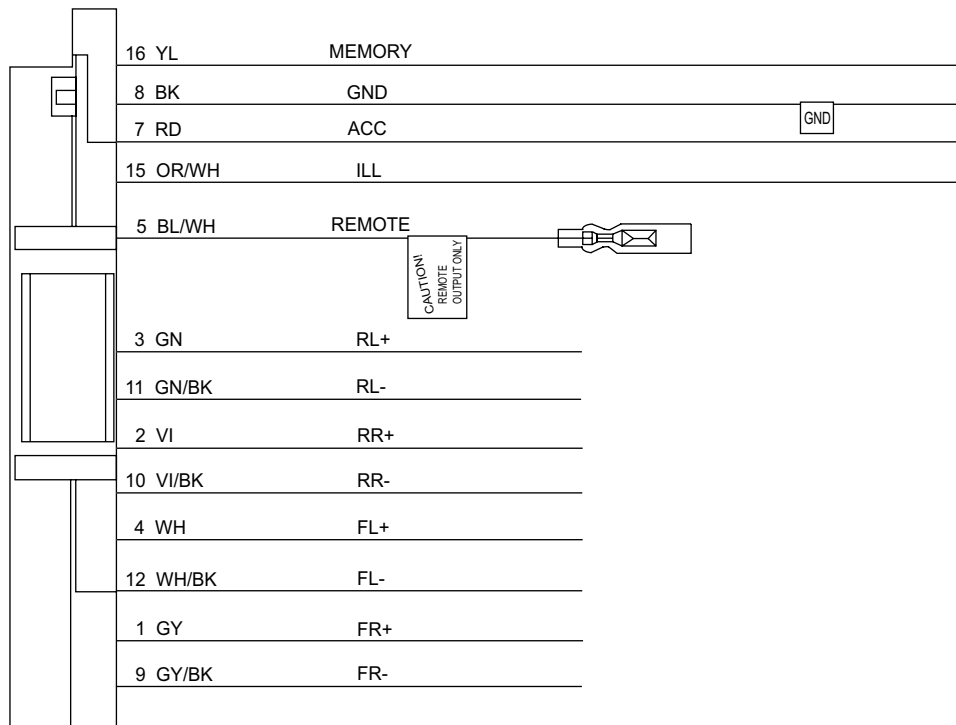 16 YL MEMORY
8 BK GND
GND
7 RD ACC
15 OR/WH ILL
5 BL/WH REMOTE
CAUTION!
REMOTE
OUTPUT ONLY
3 GN RL+
11 GN/BK RL-
2 VI RR+
10 VI/BK RR-
4 WH FL+
12 WH/BK FL-
1 GY FR+
9 GY/BK FR-